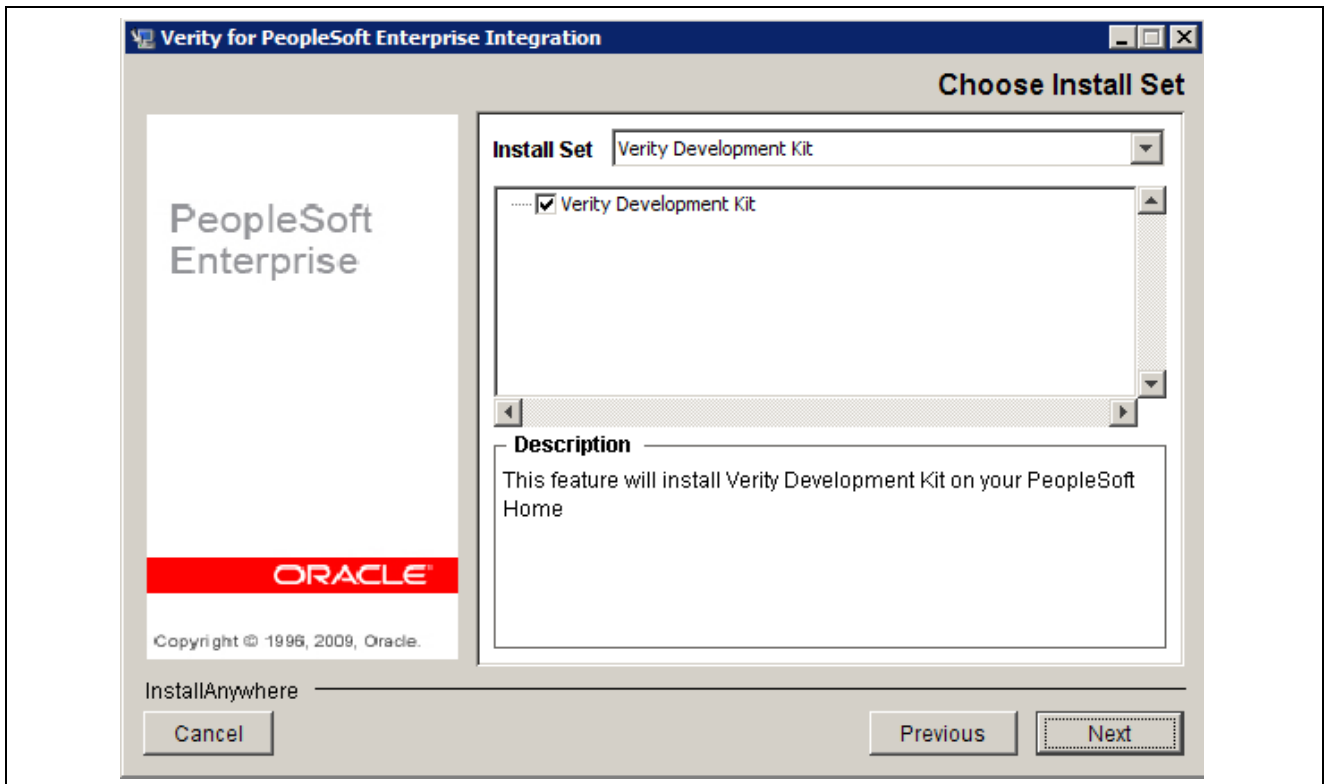 Verity for PeopleSoft Enterprise Integration
Choose Install Set
PeopleSoft
Enterprise
ORACLE
Copyright © 1996, 2009, Oracle.
Install Set Verity Development Kit
Verity Development Kit
Description
This feature will install Verity Development Kit on your PeopleSoft
Home
InstallAnywhere
Cancel Previous Next